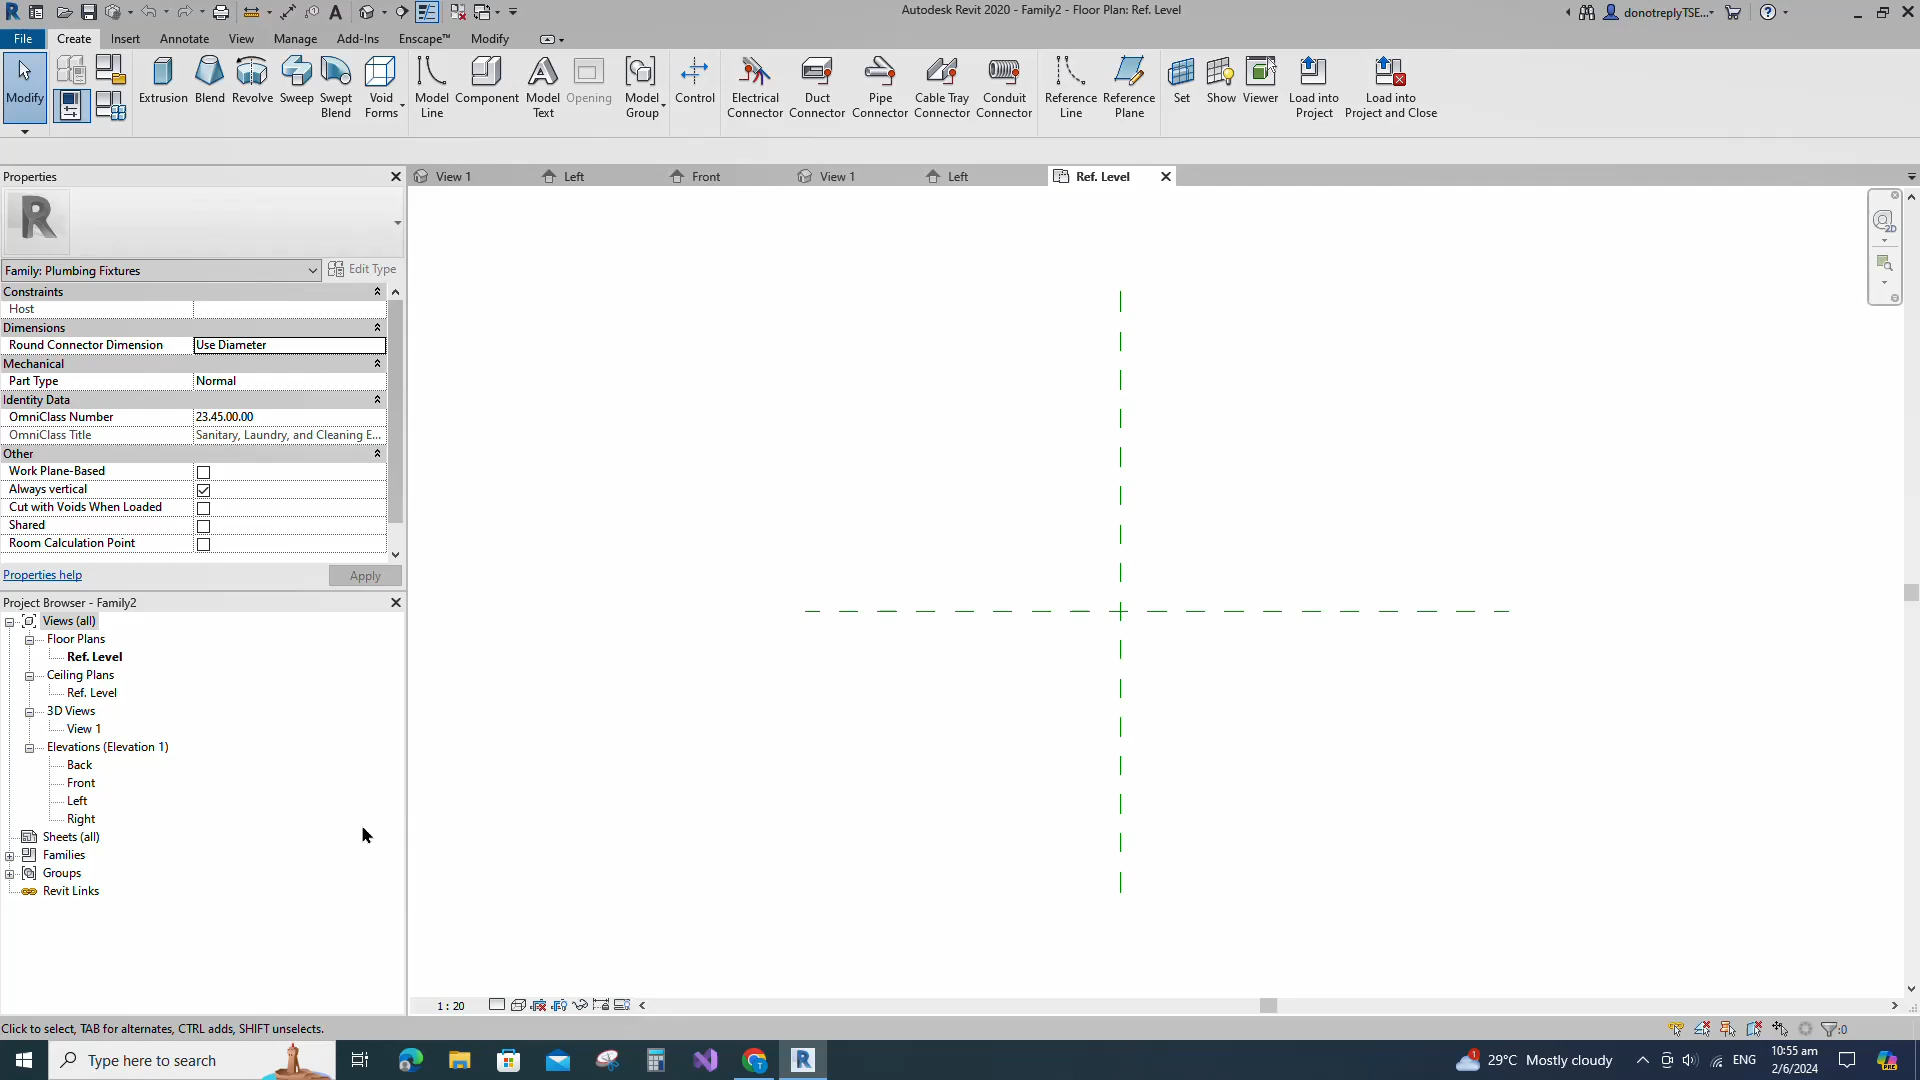 Autodesk Revit 2020 - Family2 - Floor Plan: Ref. Level
donotreplyTSE...
File Create Insert Annotate View Manage Add-Ins Enscape™ Modify
Modify
Extrusion Blend Revolve Sweep Swept Blend Void Forms
Model Line Component Model Text Opening Model Group
Control
Electrical Connector Duct Connector Pipe Connector Cable Tray Connector Conduit Connector
Reference Line Reference Plane
Set Show Viewer Load into Project Load into Project and Close
Properties
View 1 Left Front View 1 Left Ref. Level
2D
Family: Plumbing Fixtures Edit Type
Constraints
Host
Dimensions
Round Connector Dimension Use Diameter
Mechanical
Part Type Normal
Identity Data
OmniClass Number 23.45.00.00
OmniClass Title Sanitary, Laundry, and Cleaning E...
Other
Work Plane-Based
Always vertical
Cut with Voids When Loaded
Shared
Room Calculation Point
Properties help Apply
Project Browser - Family2
Views (all)
Floor Plans
Ref. Level
Ceiling Plans
Ref. Level
3D Views
View 1
Elevations (Elevation 1)
Back
Front
Left
Right
Sheets (all)
Families
Groups
Revit Links
1 : 20
Click to select, TAB for alternates, CTRL adds, SHIFT unselects.
:0
Type here to search
1
29°C Mostly cloudy
ENG
10:55 am
2/6/2024
PRE